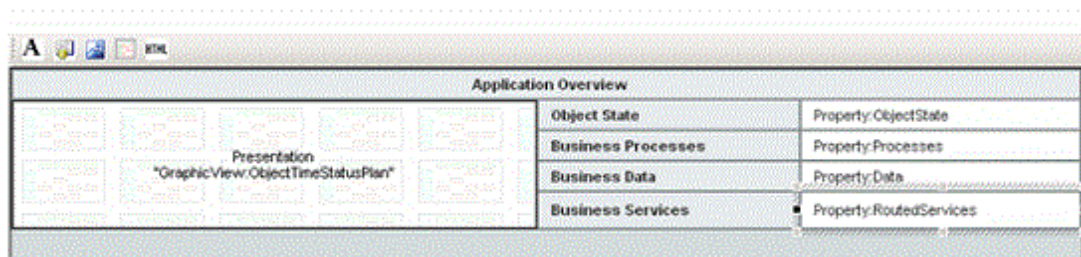 A HTML
Application Overview
Presentation
"GraphicView:ObjectTimeStatusPlan"
Object State Property:ObjectState
Business Processes Property:Processes
Business Data Property:Data
Business Services Property:RoutedServices